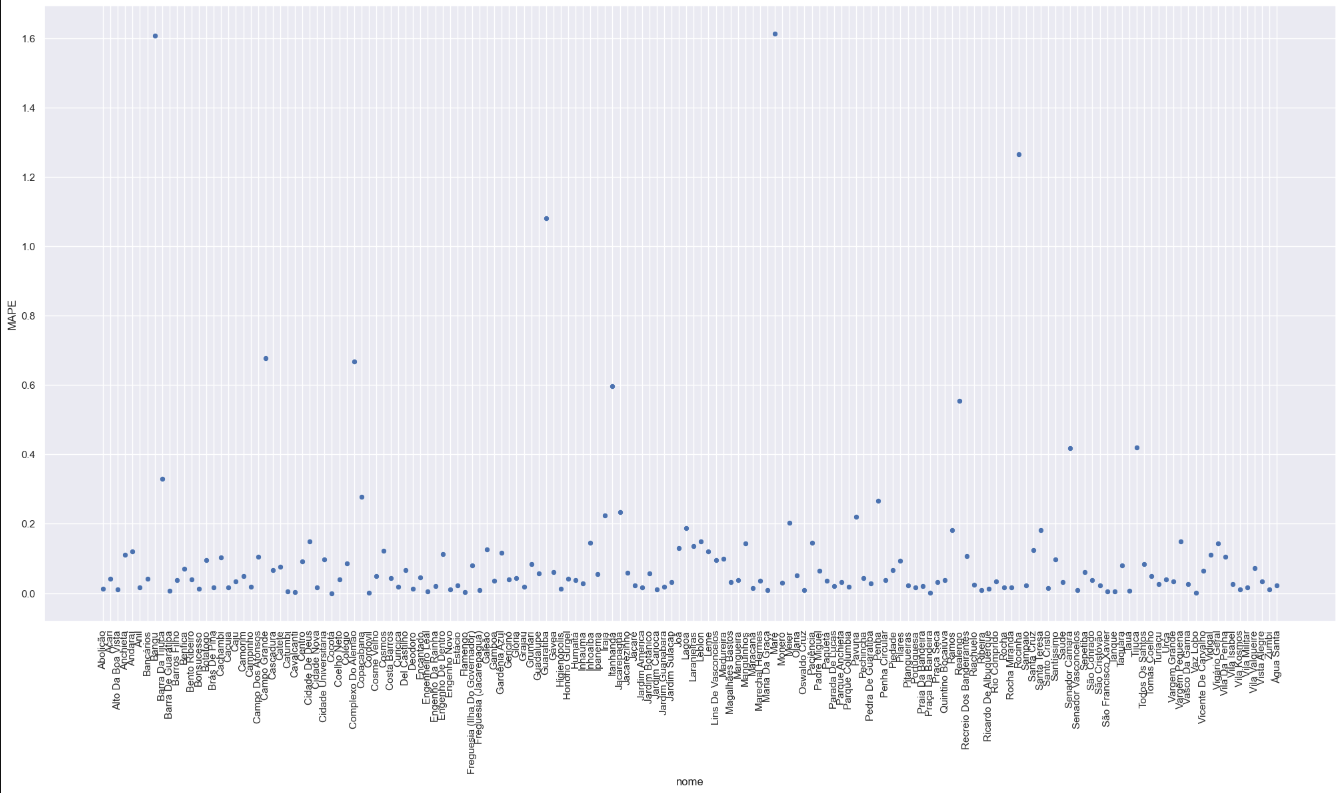 1.6
1.4
1.2
1.0
0.8
0.6
0.4
0.2
0.0
MAPE
Abolição
Acari
Alto Da Boa Vista
Anchieta
Andaraí
Anil
Bancários
Bangu
Barra Da Tijuca
Barra De Guaratiba
Barros Filho
Benfica
Bento Ribeiro
Bonsucesso
Botafogo
Brás De Pina
Cachambi
Cacuia
Caju
Camorim
Campinho
Campo Dos Afonsos
Campo Grande
Cascadura
Catete
Catumbi
Cavalcanti
Centro
Cidade De Deus
Cidade Nova
Cidade Universitária
Cocotá
Coelho Neto
Colégio
Complexo Do Alemão
Copacabana
Cordovil
Cosme Velho
Cosmos
Costa Barros
Curicica
Del Castilho
Deodoro
Encantado
Engenheiro Leal
Engenho Da Rainha
Engenho De Dentro
Engenho Novo
Estácio
Flamengo
Freguesia (Ilha Do Governador)
Freguesia (Jacarepaguá)
Galeão
Gamboa
Gardênia Azul
Gericinó
Glória
Grajaú
Grumari
Guadalupe
Guaratiba
Gávea
Higienópolis
Honório Gurgel
Humaitá
Inhaúma
Inhoaíba
Ipanema
Irajá
Itanhangá
Jacarepaguá
Jacarezinho
Jacaré
Jardim América
Jardim Botânico
Jardim Carioca
Jardim Guanabara
Jardim Sulacap
Joá
Lagoa
Laranjeiras
Leblon
Leme
Lins De Vasconcelos
Madureira
Magalhães Bastos
Mangueira
Manguinhos
Maracanã
Marechal Hermes
Maria Da Graça
Maré
Moneró
Méier
Olaria
Oswaldo Cruz
Paciência
Padre Miguel
Paquetá
Parada De Lucas
Parque Anchieta
Parque Columbia
Pavuna
Pechincha
Pedra De Guaratiba
Penha
Penha Circular
Piedade
Pilares
Pitangueiras
Portuguesa
Praia Da Bandeira
Praça Da Bandeira
Praça Seca
Quintino Bocaiúva
Ramos
Realengo
Recreio Dos Bandeirantes
Riachuelo
Ribeira
Ricardo De Albuquerque
Rio Comprido
Rocha
Rocha Miranda
Rocinha
Sampaio
Santa Cruz
Santa Teresa
Santo Cristo
Santíssimo
Saúde
Senador Camará
Senador Vasconcelos
Sepetiba
São Conrado
São Cristóvão
São Francisco Xavier
Tanque
Taquara
Tauá
Tijuca
Todos Os Santos
Tomás Coelho
Turiaçu
Urca
Vargem Grande
Vargem Pequena
Vasco Da Gama
Vaz Lobo
Vicente De Carvalho
Vidigal
Vigário Geral
Vila Da Penha
Vila Isabel
Vila Kosmos
Vila Militar
Vila Valqueire
Vista Alegre
Zumbi
Água Santa
nome